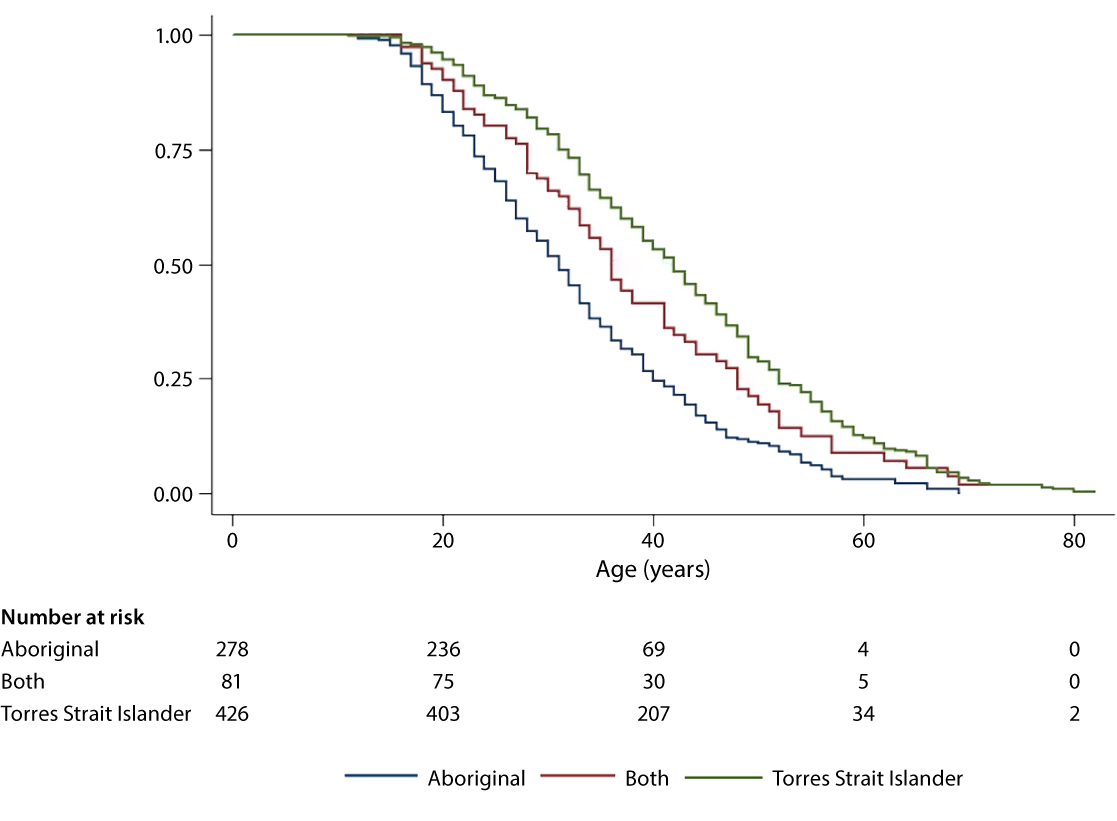 1.00
0.75
0.50
0.25
0.00
0 20 40 60 80
Age (years)
Number at risk
Aboriginal 278 236 69 4 0
Both 81 75 30 5 0
Torres Strait Islander 426 403 207 34 2
Aboriginal Both Torres Strait Islander